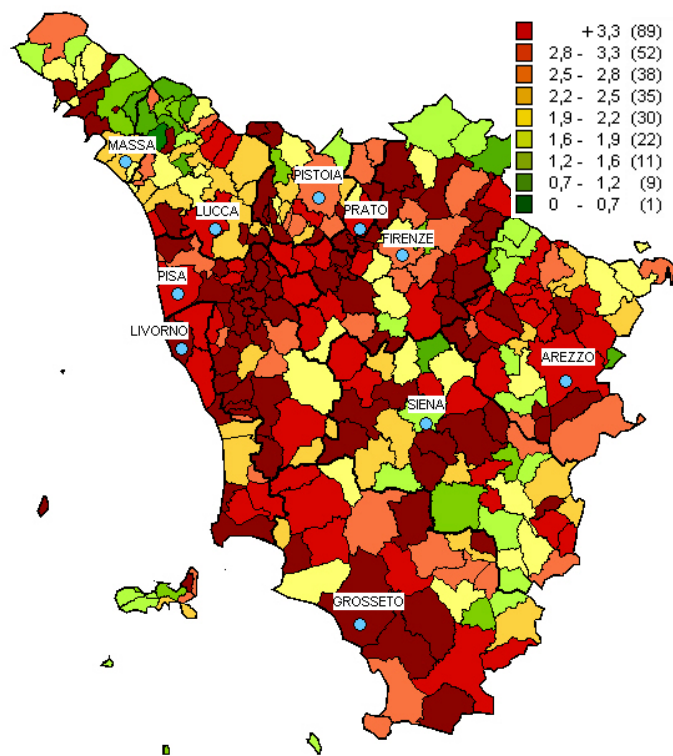 +3,3 (89)
2,8 - 3,3 (52)
2,5 - 2,8 (38)
2,2 - 2,5 (35)
1,9 - 2,2 (30)
1,6 - 1,9 (22)
1,2 - 1,6 (11)
0,7 - 1,2 (9)
0 - 0,7 (1)
MASSA
PISTOIA
LUCCA
PRATO
FIRENZE
PISA
LIVORNO
AREZZO
SIENA
GROSSETO